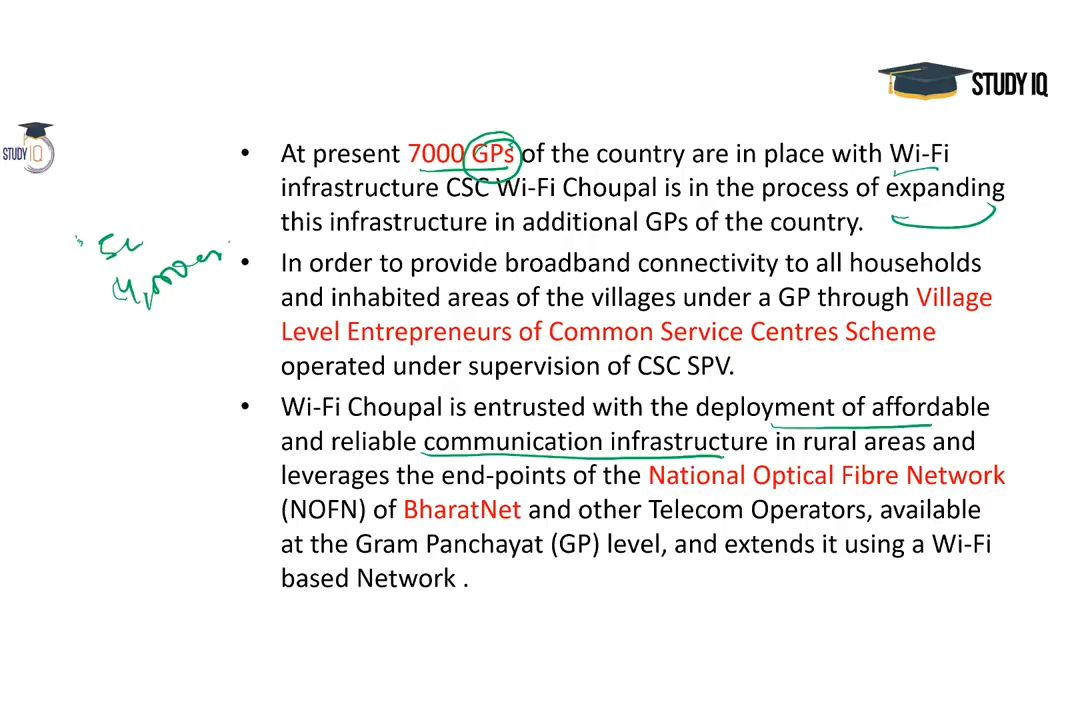 STUDY IQ
STUDY IQ
• At present 7000 GPs of the country are in place with Wi-Fi
infrastructure CSC Wi-Fi Choupal is in the process of expanding
this infrastructure in additional GPs of the country.
• In order to provide broadband connectivity to all households
and inhabited areas of the villages under a GP through Village
Level Entrepreneurs of Common Service Centres Scheme
operated under supervision of CSC SPV.
• Wi-Fi Choupal is entrusted with the deployment of affordable
and reliable communication infrastructure in rural areas and
leverages the end-points of the National Optical Fibre Network
(NOFN) of BharatNet and other Telecom Operators, available
at the Gram Panchayat (GP) level, and extends it using a Wi-Fi
based Network .